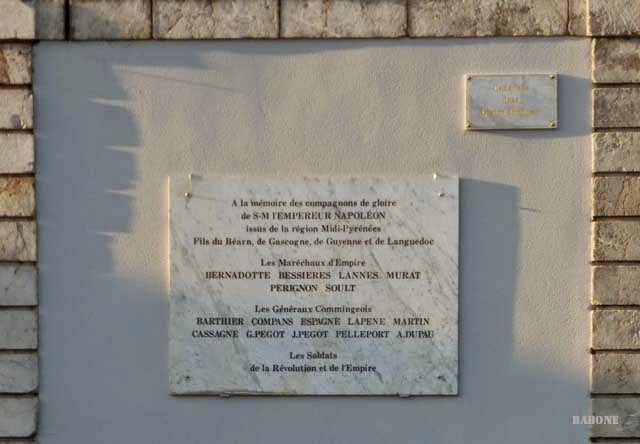 A la mémoire des compagnons de gloire
de S-M l'EMPEREUR NAPOLÉON
issus de la région Midi-Pyrénées
Fils du Béarn, de Gascogne, de Guyenne et de Languedoc
Les Maréchaux d'Empire
BERNADOTTE BESSIERES LANNES MURAT
PERIGNON SOULT
Les Généraux Commingeois
BARTHIER COMPANS ESPAGNE LAPENE MARTIN
CASSAGNE G.PEGOT J.PEGOT PELLEPORT A.DUPAU
Les Soldats
de la Révolution et de l'Empire
BABONE